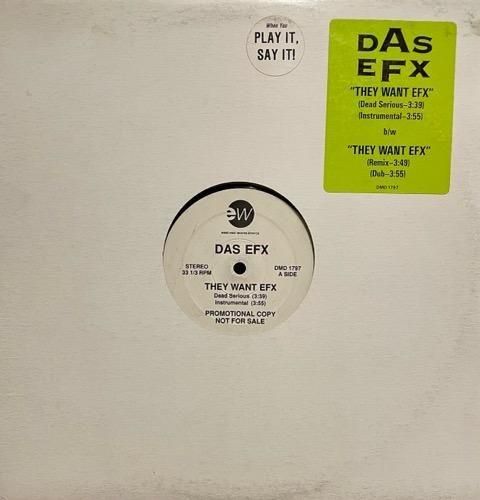 When You
PLAY IT,
SAY IT!
DAS
EFX
"THEY WANT EFX"
(Dead Serious–3:39)
(Instrumental–3:55)
b/w
"THEY WANT EFX"
(Remix–3:49)
(Dub–3:55)
DMD 1797
ew
DAS EFX
STEREO
33 1/3 RPM
DMD 1797
A SIDE
THEY WANT EFX
Dead Serious (3:39)
Instrumental (3:55)
PROMOTIONAL COPY
NOT FOR SALE